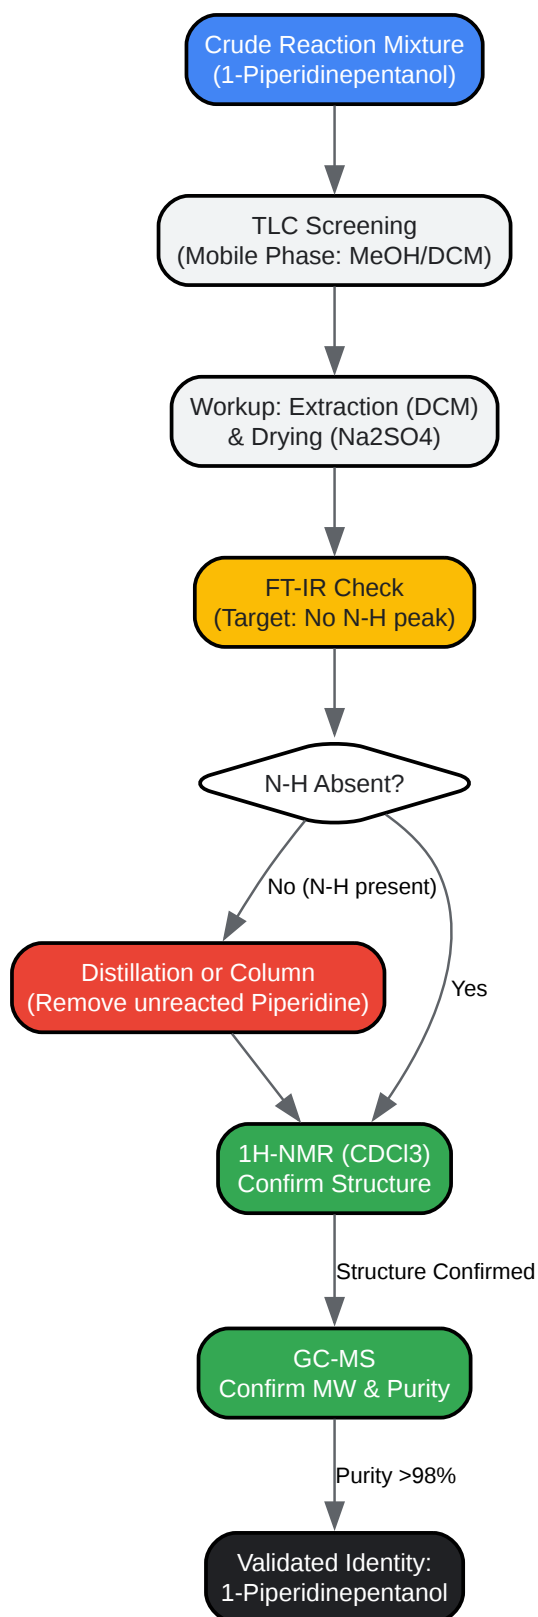 Crude Reaction Mixture
(1-Piperidinepentanol)
TLC Screening
(Mobile Phase: MeOH/DCM)
Workup: Extraction (DCM)
& Drying (Na2SO4)
FT-IR Check
(Target: No N-H peak)
N-H Absent?
No (N-H present)
Distillation or Column
(Remove unreacted Piperidine)
Yes
1H-NMR (CDCl3)
Confirm Structure
Structure Confirmed
GC-MS
Confirm MW & Purity
Purity >98%
Validated Identity:
1-Piperidinepentanol